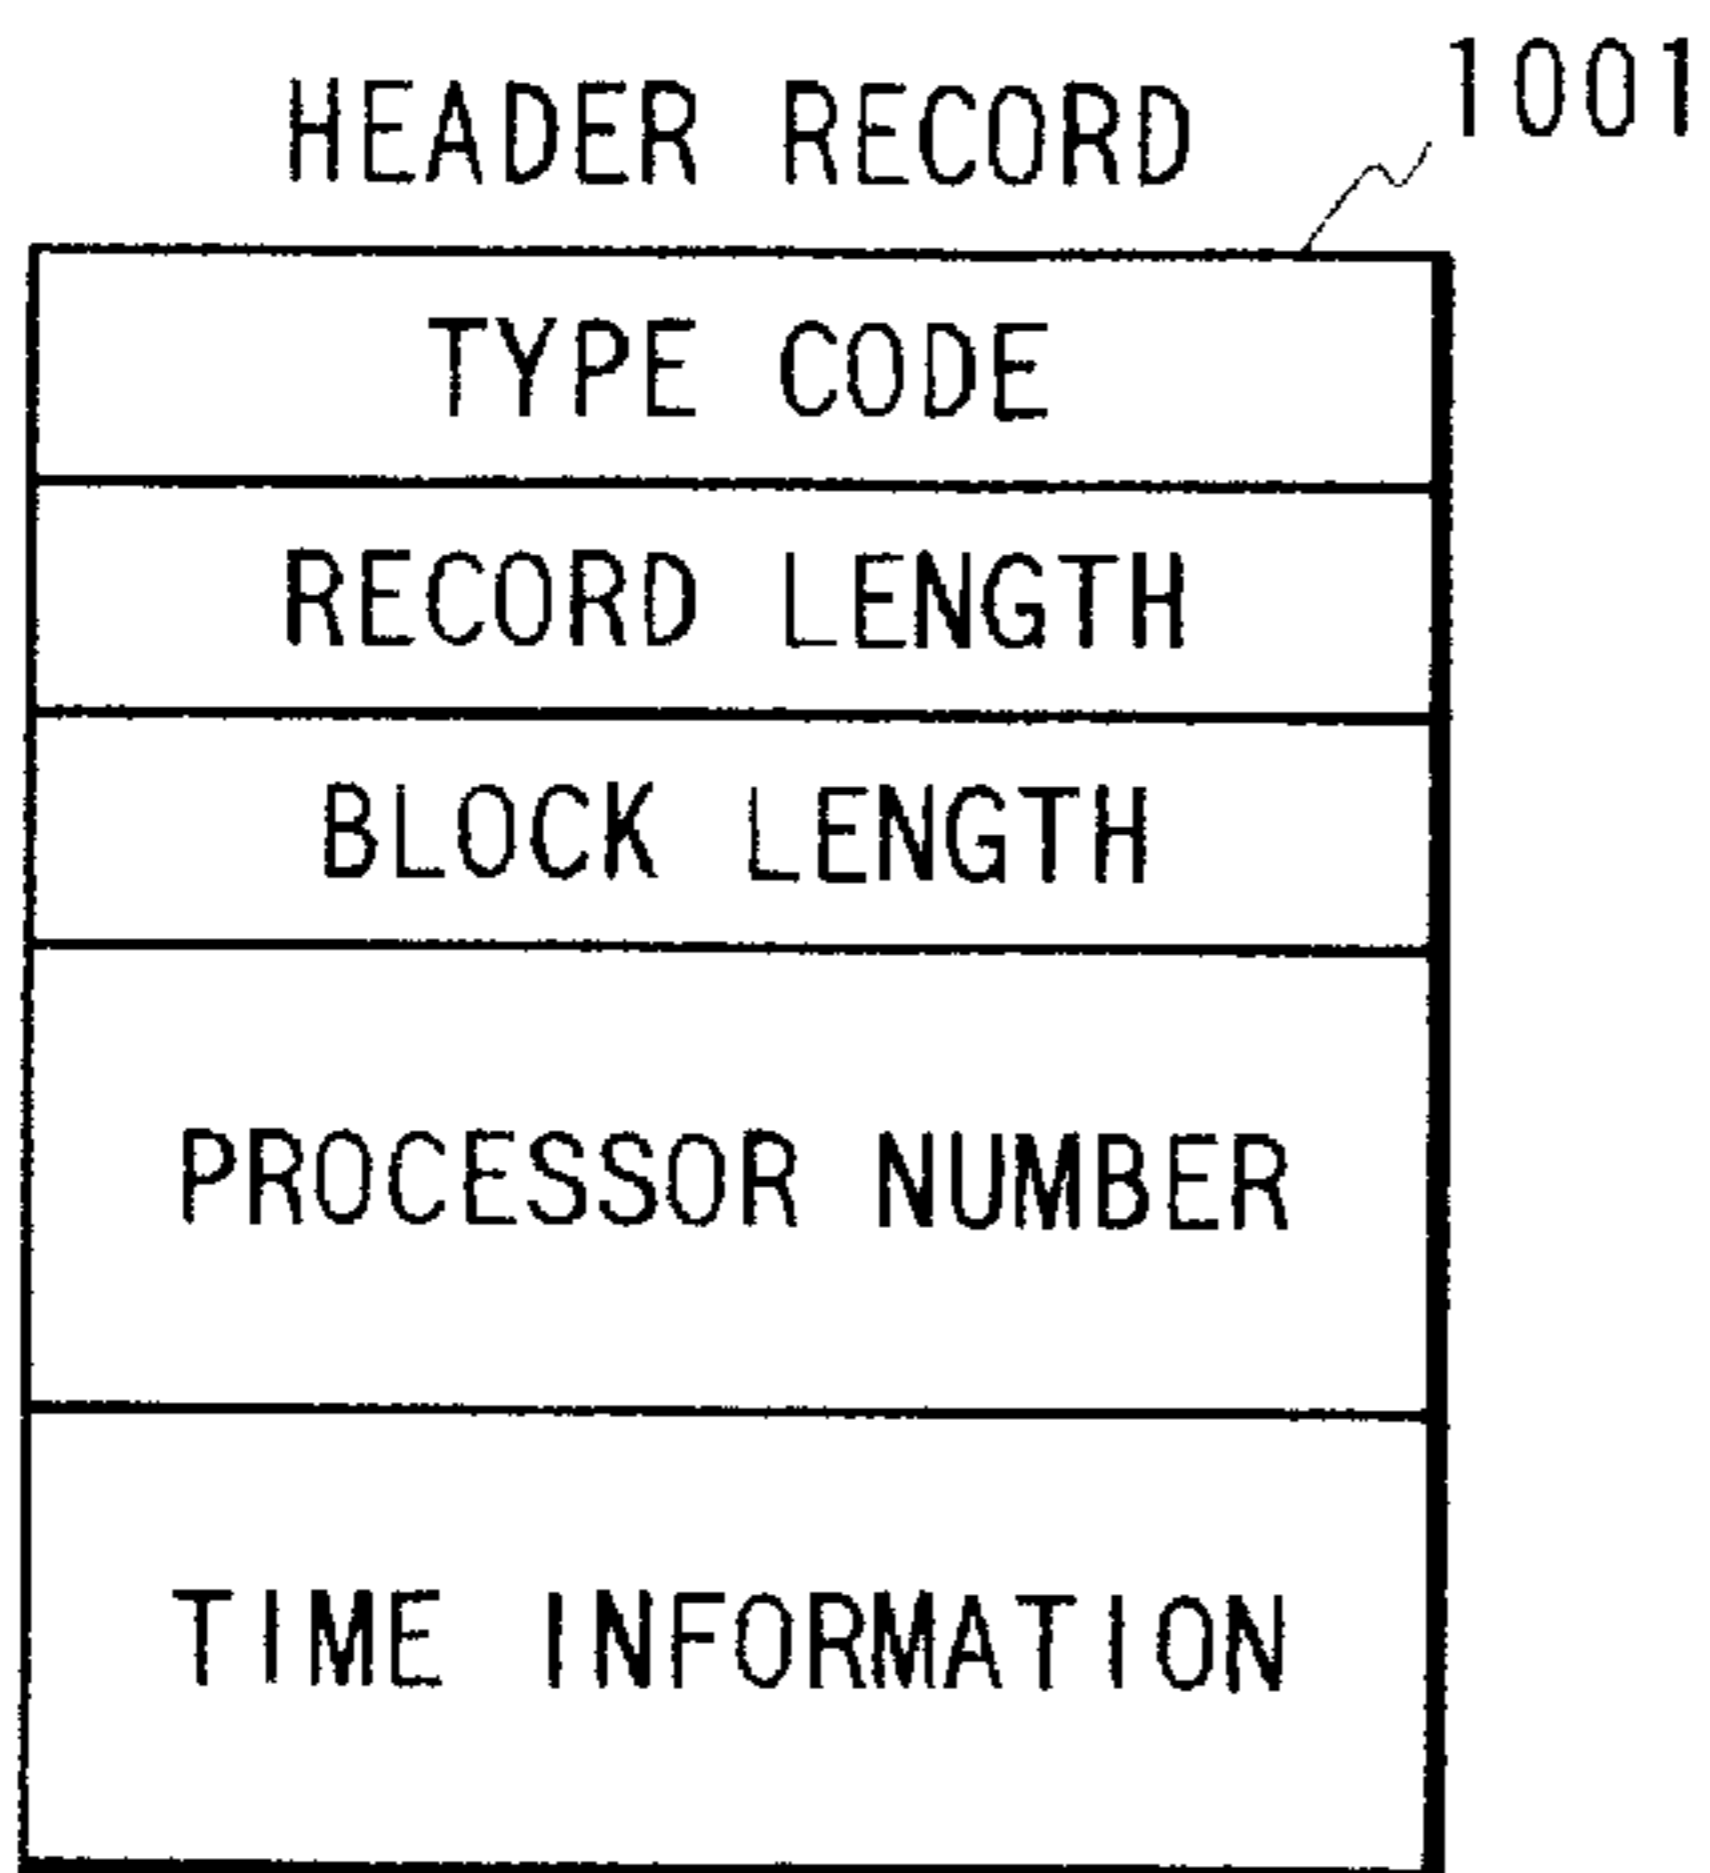 1001
HEADER RECORD
TYPE CODE
RECORD LENGTH
BLOCK LENGTH
PROCESSOR NUMBER
TIME INFORMATION